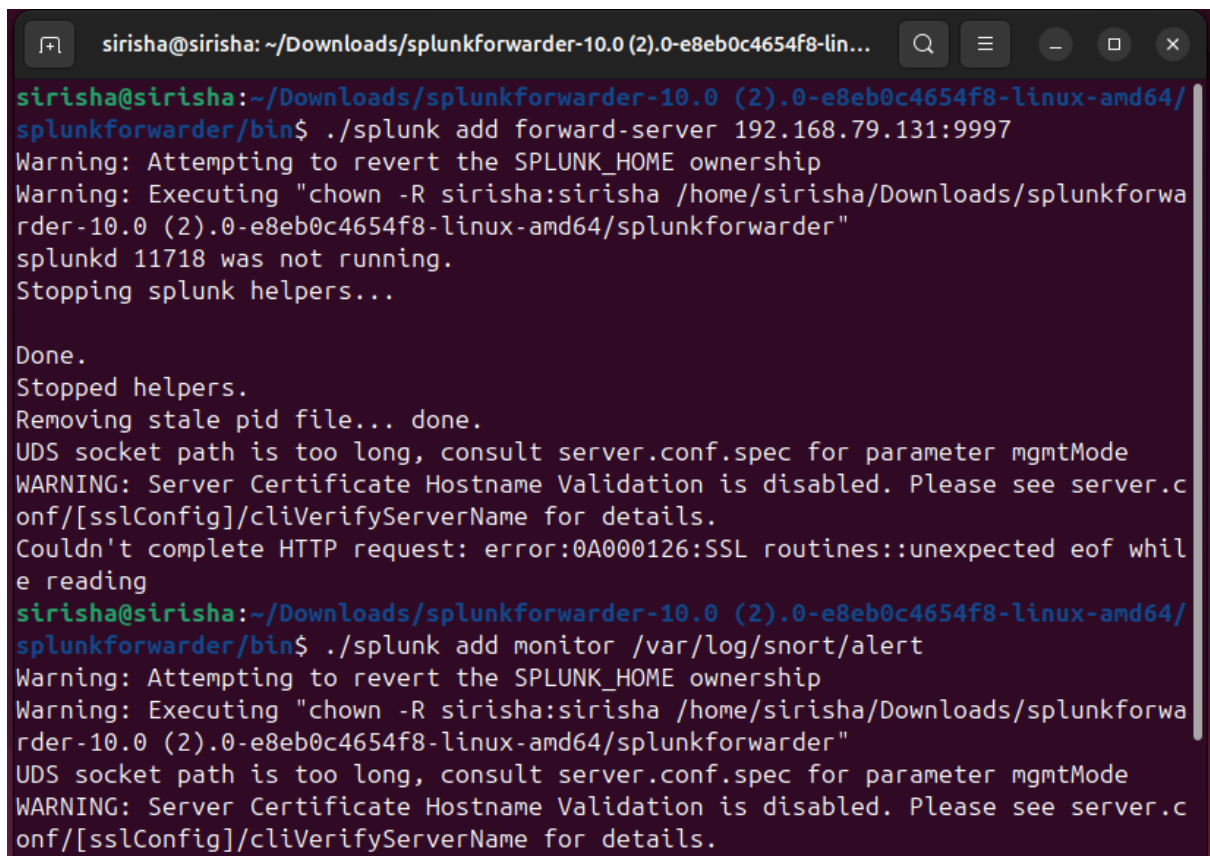 sirisha@sirisha: ~/Downloads/splunkforwarder-10.0 (2).0-e8eb0c4654f8-lin...
sirisha@sirisha:~/Downloads/splunkforwarder-10.0 (2).0-e8eb0c4654f8-linux-amd64/
splunkforwarder/bin$ ./splunk add forward-server 192.168.79.131:9997
Warning: Attempting to revert the SPLUNK_HOME ownership
Warning: Executing "chown -R sirisha:sirisha /home/sirisha/Downloads/splunkforwa
rder-10.0 (2).0-e8eb0c4654f8-linux-amd64/splunkforwarder"
splunkd 11718 was not running.
Stopping splunk helpers...
Done.
Stopped helpers.
Removing stale pid file... done.
UDS socket path is too long, consult server.conf.spec for parameter mgmtMode
WARNING: Server Certificate Hostname Validation is disabled. Please see server.c
onf/[sslConfig]/cliVerifyServerName for details.
Couldn't complete HTTP request: error:0A000126:SSL routines::unexpected eof whil
e reading
sirisha@sirisha:~/Downloads/splunkforwarder-10.0 (2).0-e8eb0c4654f8-linux-amd64/
splunkforwarder/bin$ ./splunk add monitor /var/log/snort/alert
Warning: Attempting to revert the SPLUNK_HOME ownership
Warning: Executing "chown -R sirisha:sirisha /home/sirisha/Downloads/splunkforwa
rder-10.0 (2).0-e8eb0c4654f8-linux-amd64/splunkforwarder"
UDS socket path is too long, consult server.conf.spec for parameter mgmtMode
WARNING: Server Certificate Hostname Validation is disabled. Please see server.c
onf/[sslConfig]/cliVerifyServerName for details.